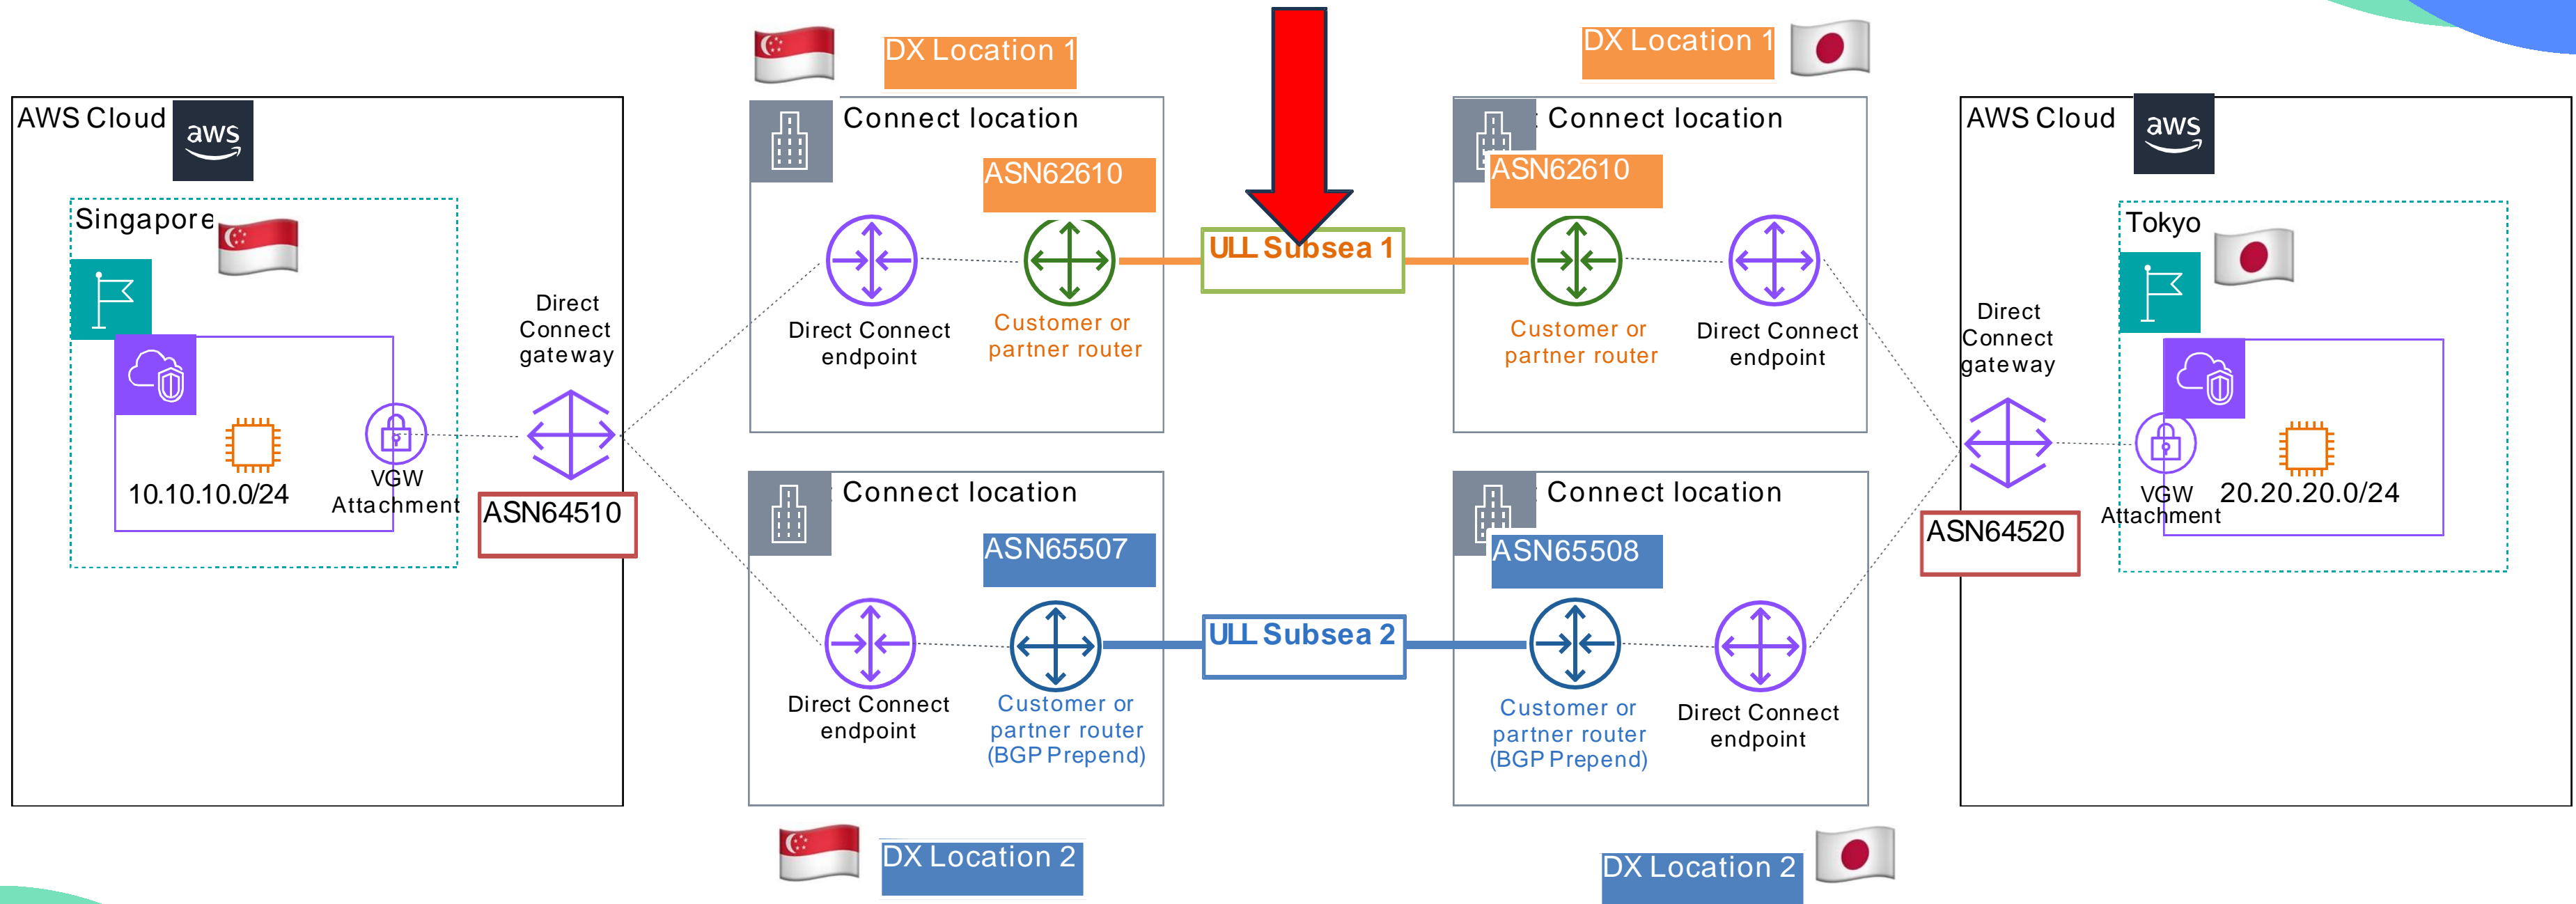 DX Location 1
DX Location 1
AWS Cloud
aws
Connect location
Connect location
AWS Cloud
aws
ASN62610
ASN62610
Singapore
Tokyo
ULL Subsea 1
Direct
Connect
gateway
Direct Connect
endpoint
Customer or
partner router
Customer or
partner router
Direct Connect
endpoint
Direct
Connect
gateway
10.10.10.0/24
VGW
Attachment
ASN64510
Connect location
Connect location
VGW
Attachment
20.20.20.0/24
ASN64520
ASN65507
ASN65508
ULL Subsea 2
Direct Connect
endpoint
Customer or
partner router
(BGP Prepend)
Customer or
partner router
(BGP Prepend)
Direct Connect
endpoint
DX Location 2
DX Location 2